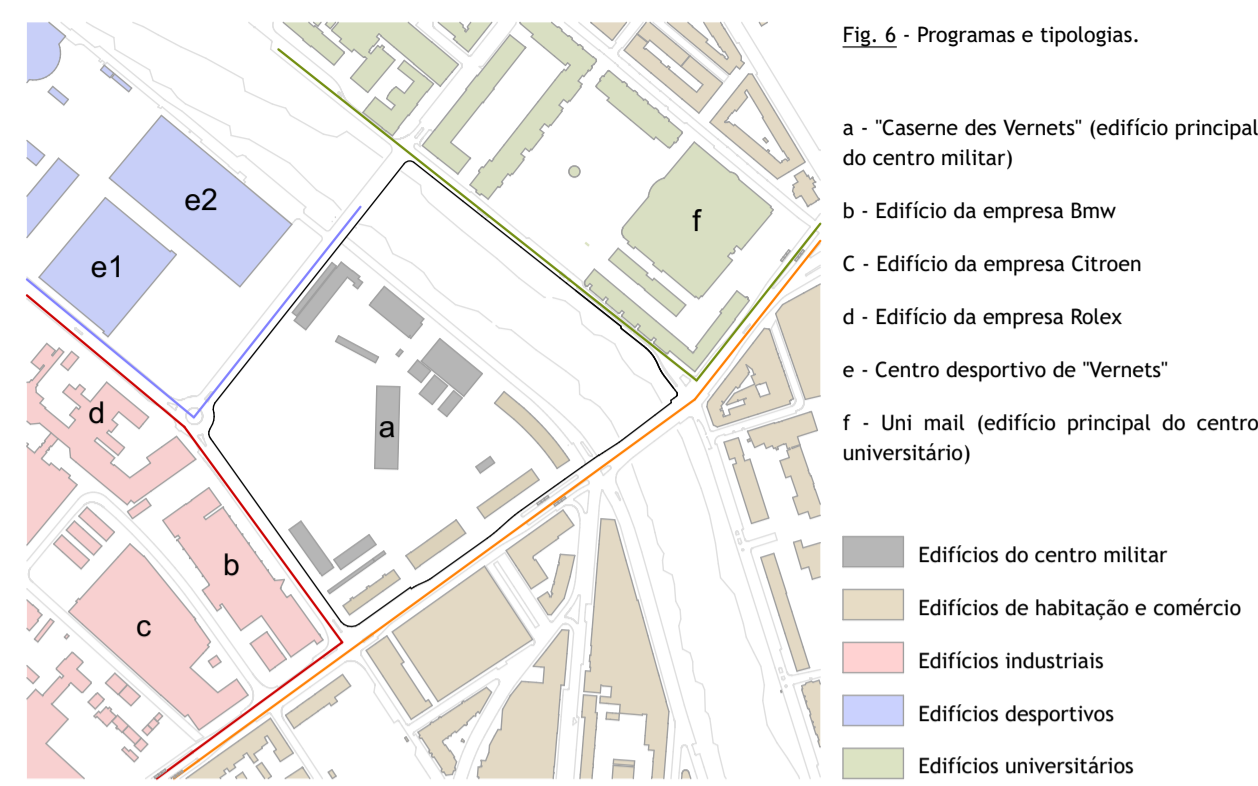 Fig. 6 - Programas e tipologias.
a - "Caserne des Vernets" (edifício principal
do centro militar)
b - Edifício da empresa Bmw
C - Edifício da empresa Citroen
d - Edifício da empresa Rolex
e - Centro desportivo de "Vernets"
f - Uni mail (edifício principal do centro
universitário)
Edifícios do centro militar
Edifícios de habitação e comércio
Edifícios industriais
Edifícios desportivos
Edifícios universitários
e2
f
e1
d
a
b
c